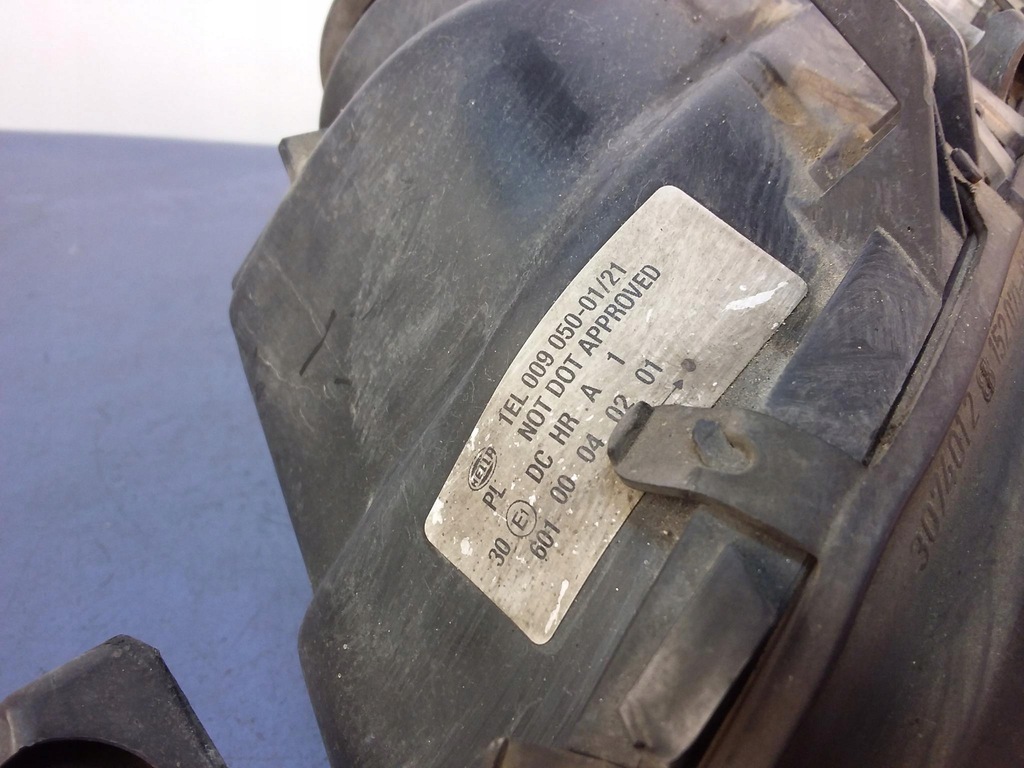 HELLA 1EL 009 050-01/21
NOT DOT APPROVED
PL DC HR A 1
30 E1 601 00 04 02 01